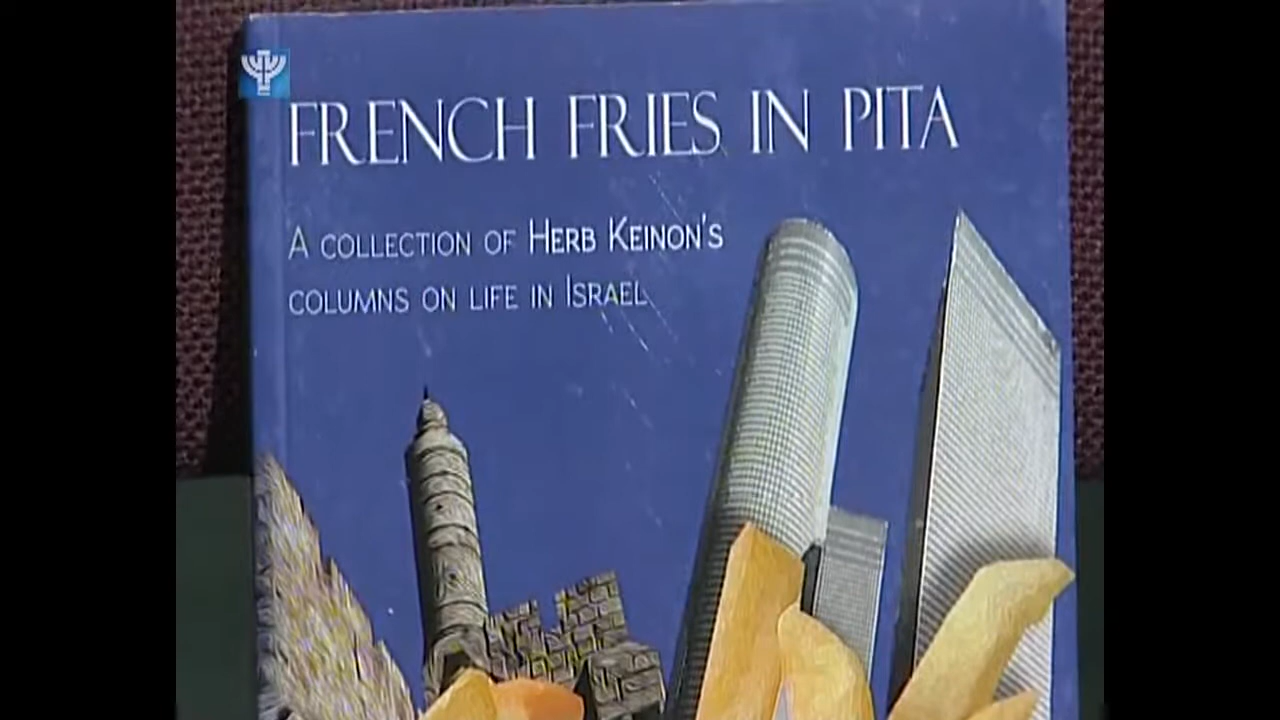 FRENCH FRIES IN PITA
A COLLECTION OF HERB KEINON'S
COLUMNS ON LIFE IN ISRAEL